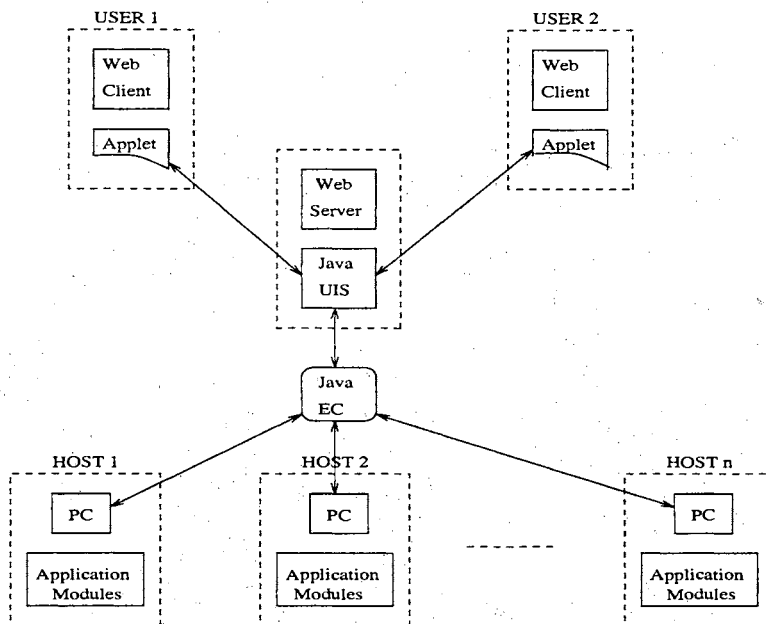 USER 1
USER 2
Web
Client
Applet
Web
Client
Applet
Web
Server
Java
UIS
Java
EC
HOST 1
HOST 2
HOST n
PC
PC
PC
Application
Modules
Application
Modules
Application
Modules